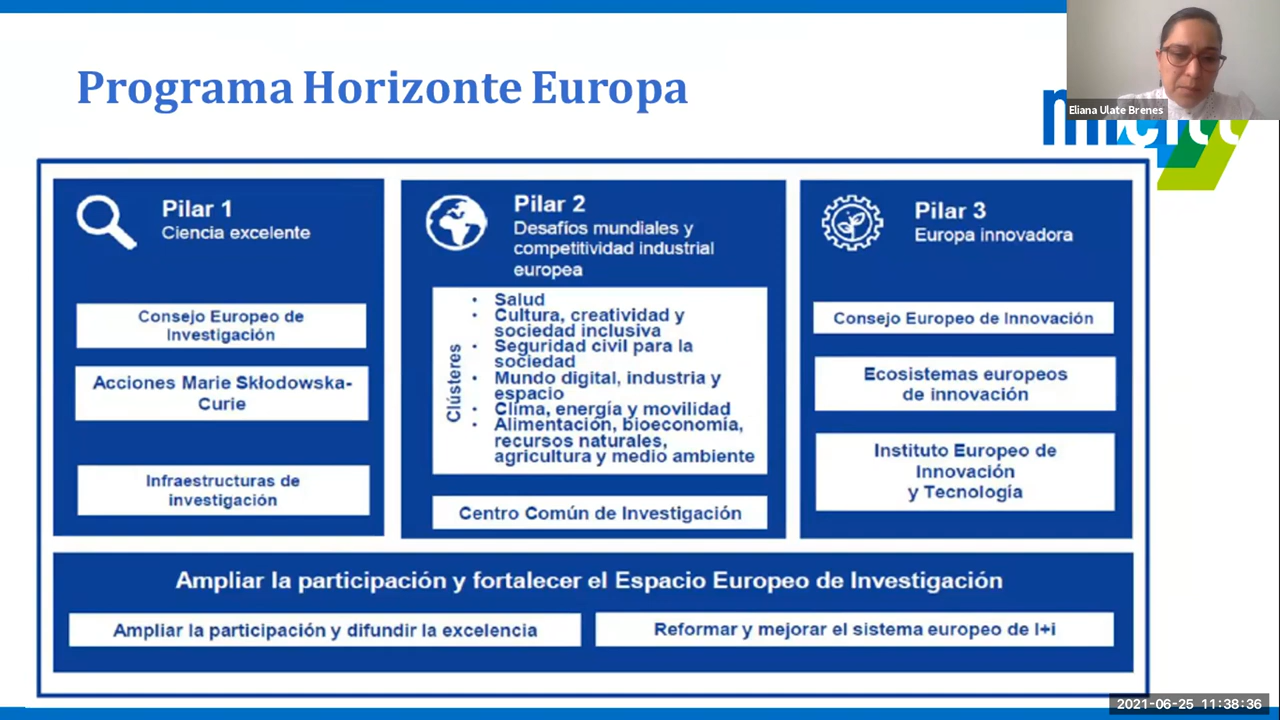 Programa Horizonte Europa
Eliana Ulate Brenes
micitt
Pilar 1
Ciencia excelente
Consejo Europeo de
Investigación
Acciones Marie Skłodowska-
Curie
Infraestructuras de
investigación
Pilar 2
Desafíos mundiales y
competitividad industrial
europea
Clústeres
• Salud
• Cultura, creatividad y
sociedad inclusiva
• Seguridad civil para la
sociedad
• Mundo digital, industria y
espacio
• Clima, energía y movilidad
• Alimentación, bioeconomía,
recursos naturales,
agricultura y medio ambiente
Centro Común de Investigación
Pilar 3
Europa innovadora
Consejo Europeo de Innovación
Ecosistemas europeos
de innovación
Instituto Europeo de
Innovación
y Tecnología
Ampliar la participación y fortalecer el Espacio Europeo de Investigación
Ampliar la participación y difundir la excelencia
Reformar y mejorar el sistema europeo de I+i
2021-06-25 11:38:36